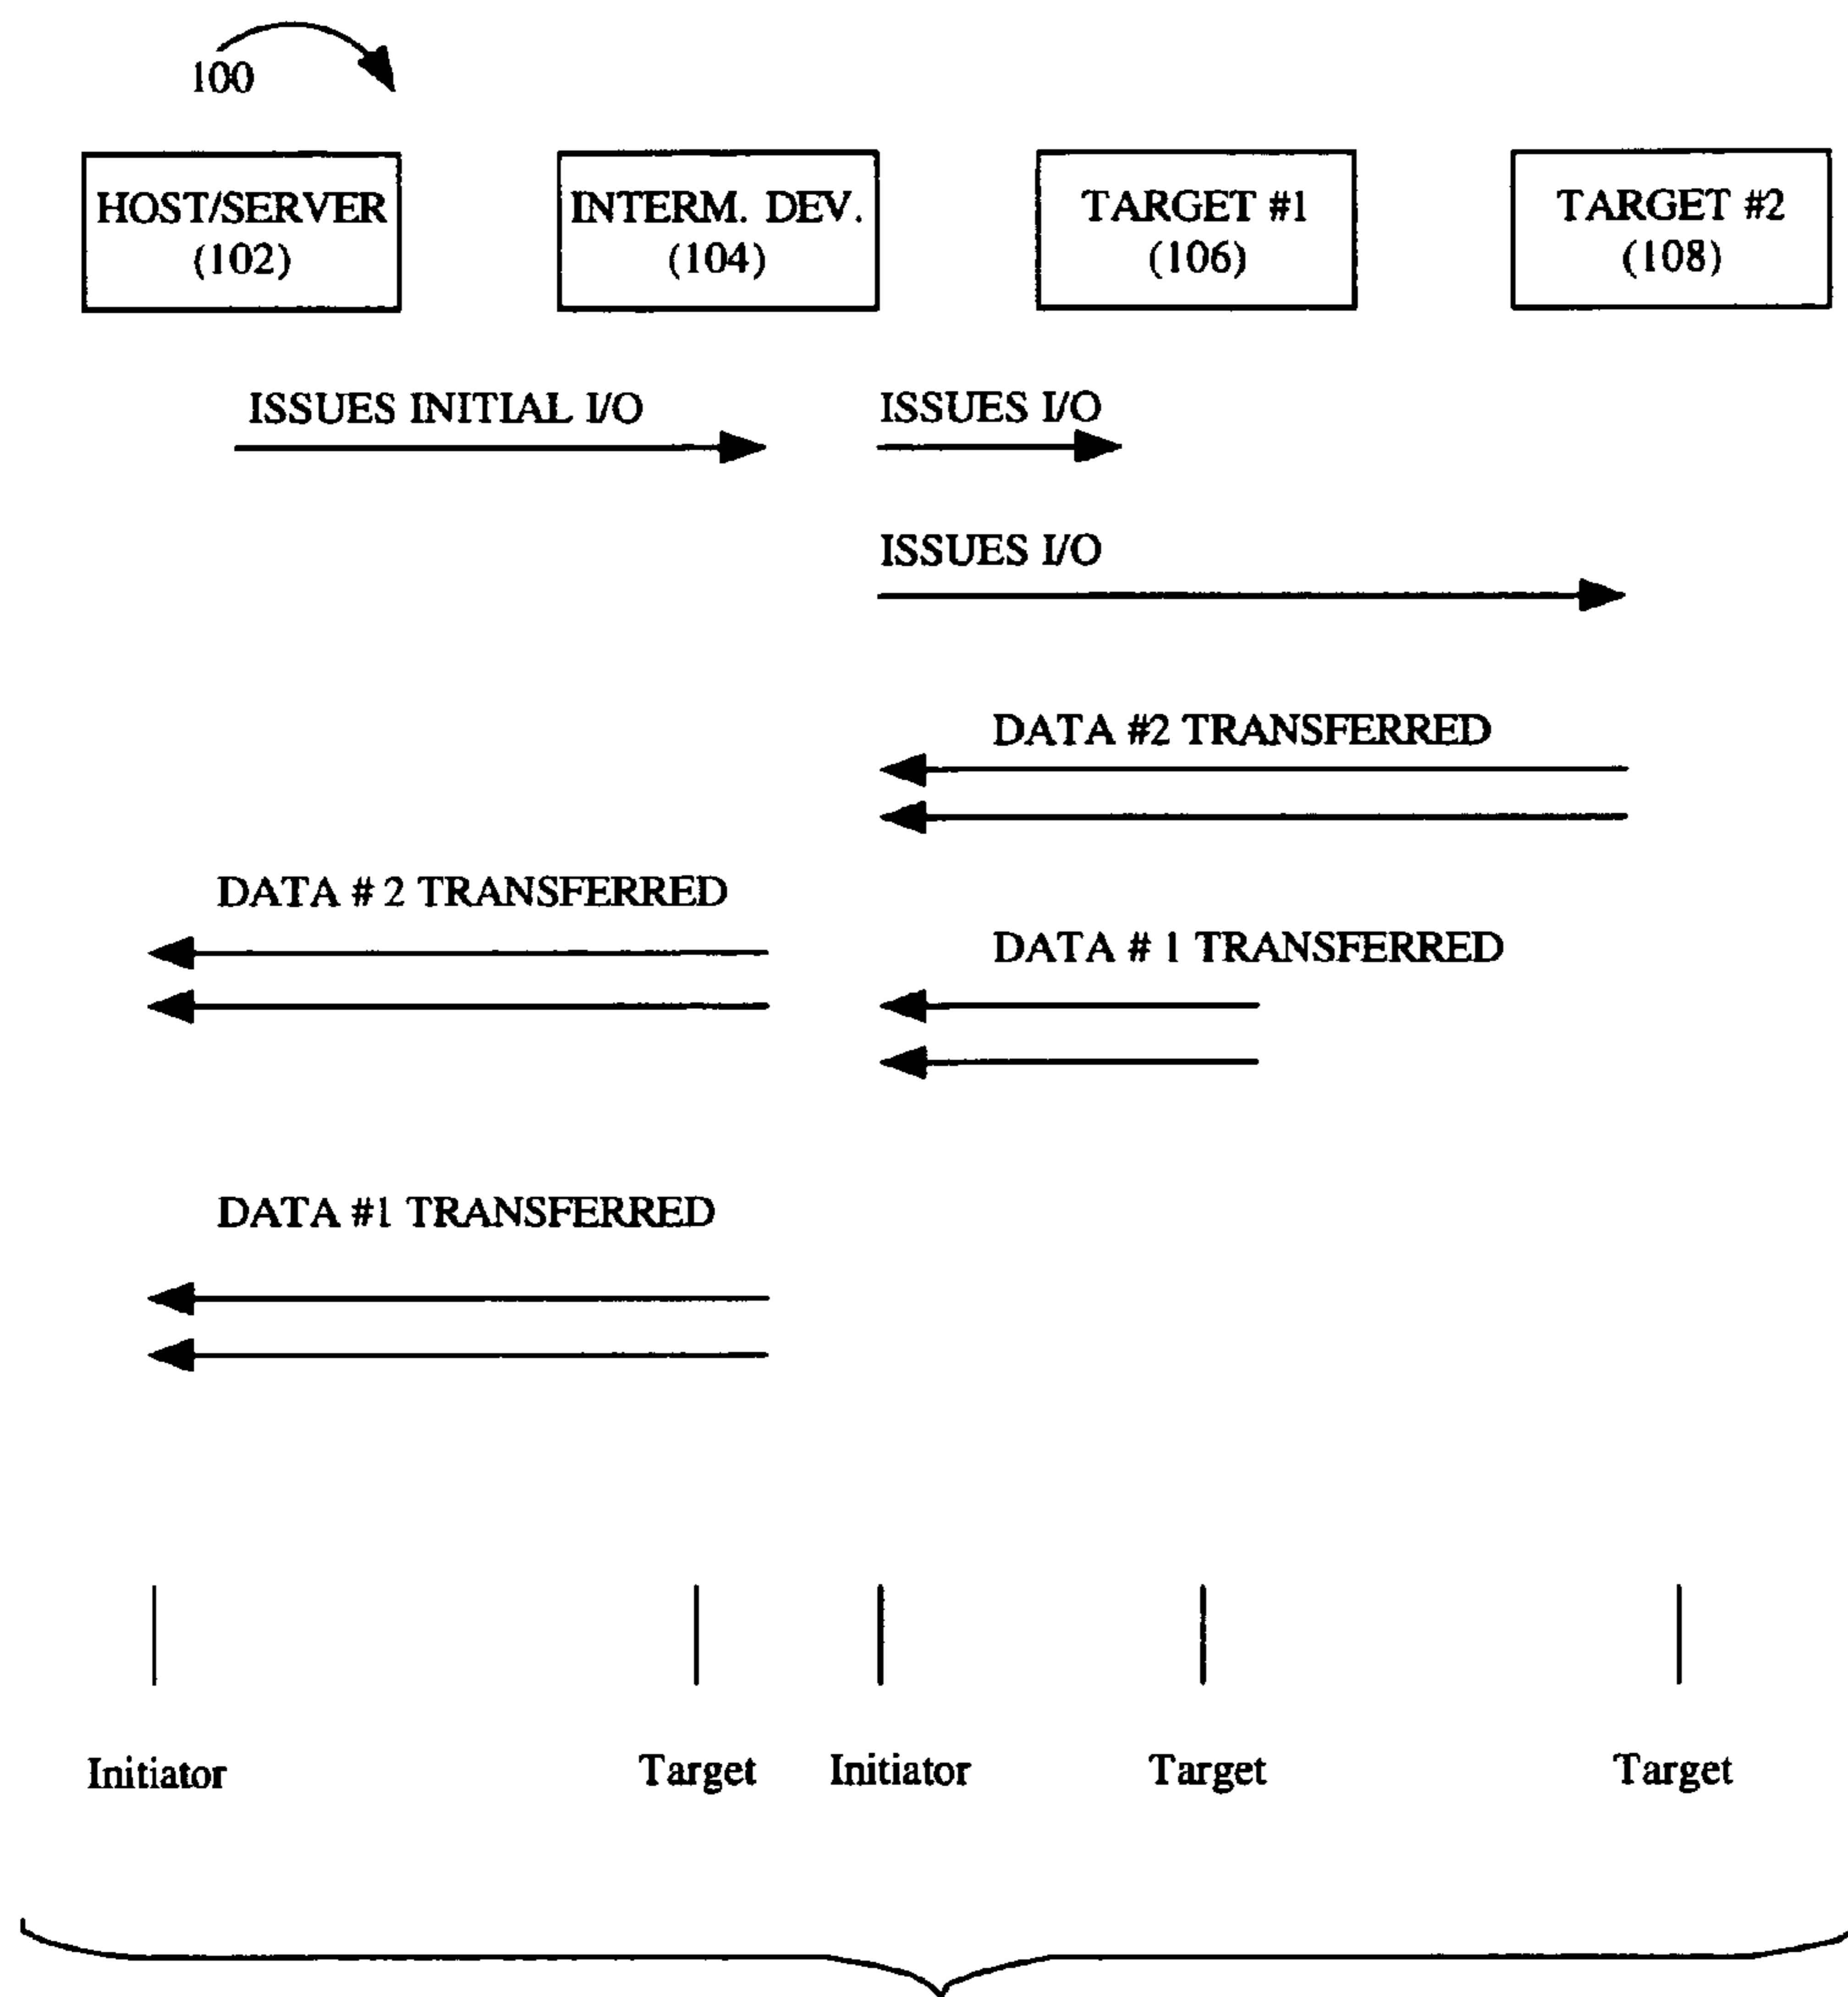 100
HOST/SERVER
(102)
INTERM. DEV.
(104)
TARGET #1
(106)
TARGET #2
(108)
ISSUES INITIAL I/O
ISSUES I/O
ISSUES I/O
DATA #2 TRANSFERRED
DATA # 2 TRANSFERRED
DATA # 1 TRANSFERRED
DATA #1 TRANSFERRED
Initiator
Target
Initiator
Target
Target